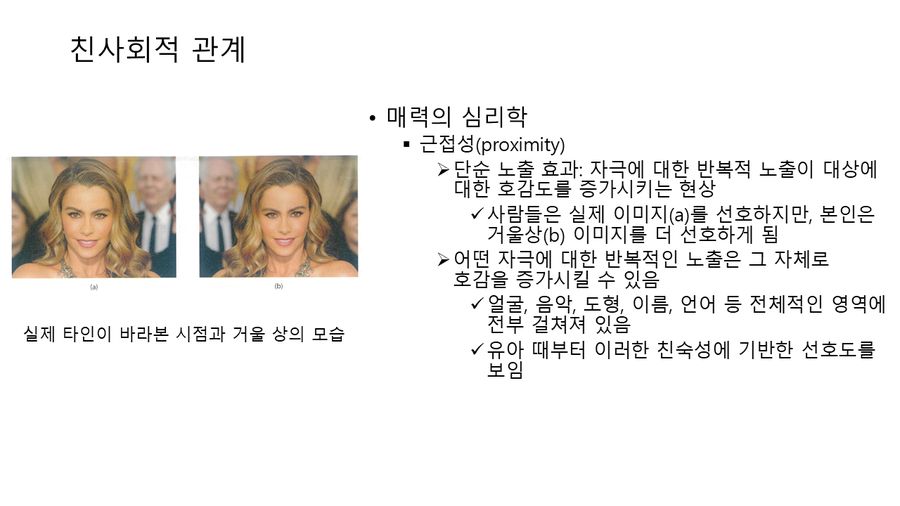 친사회적 관계
• 매력의 심리학
▪ 근접성(proximity)
➢단순 노출 효과: 자극에 대한 반복적 노출이 대상에
대한 호감도를 증가시키는 현상
✓사람들은 실제 이미지(a)를 선호하지만, 본인은
거울상(b) 이미지를 더 선호하게 됨
➢어떤 자극에 대한 반복적인 노출은 그 자체로
호감을 증가시킬 수 있음
✓얼굴, 음악, 도형, 이름, 언어 등 전체적인 영역에
전부 걸쳐져 있음
✓유아 때부터 이러한 친숙성에 기반한 선호도를
보임
(a)
(b)
실제 타인이 바라본 시점과 거울 상의 모습